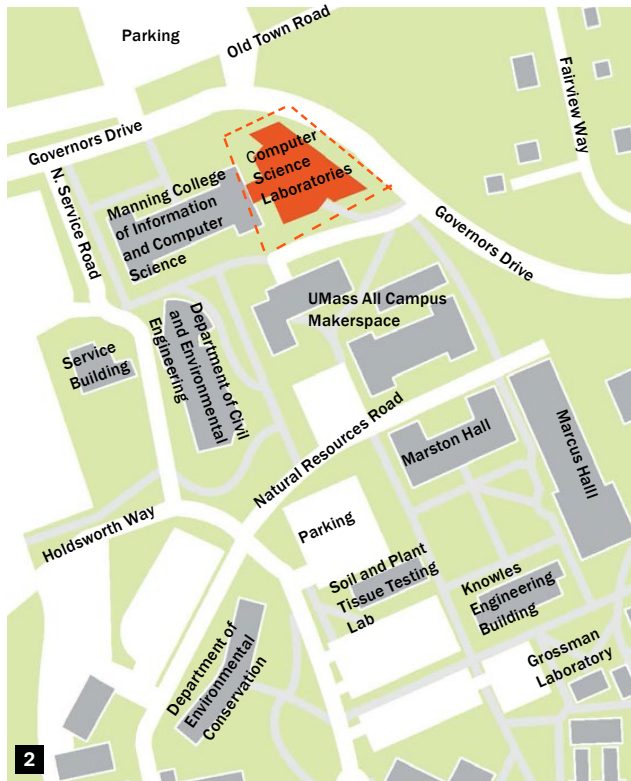 Parking
Old Town Road
Fairview Way
Governors Drive
Computer
Science
Laboratories
N. Service Road
Manning College
of Information
and Computer
Science
Governors Drive
UMass All Campus
Makerspace
Department of Civil
and Environmental
Engineering
Service
Building
Natural Resources Road
Marston Hall
Marcus Halll
Holdsworth Way
Parking
Soil and Plant
Tissue Testing
Lab
Knowles
Engineering
Building
Grossman
Laboratory
Department of
Environmental
Conservation
2